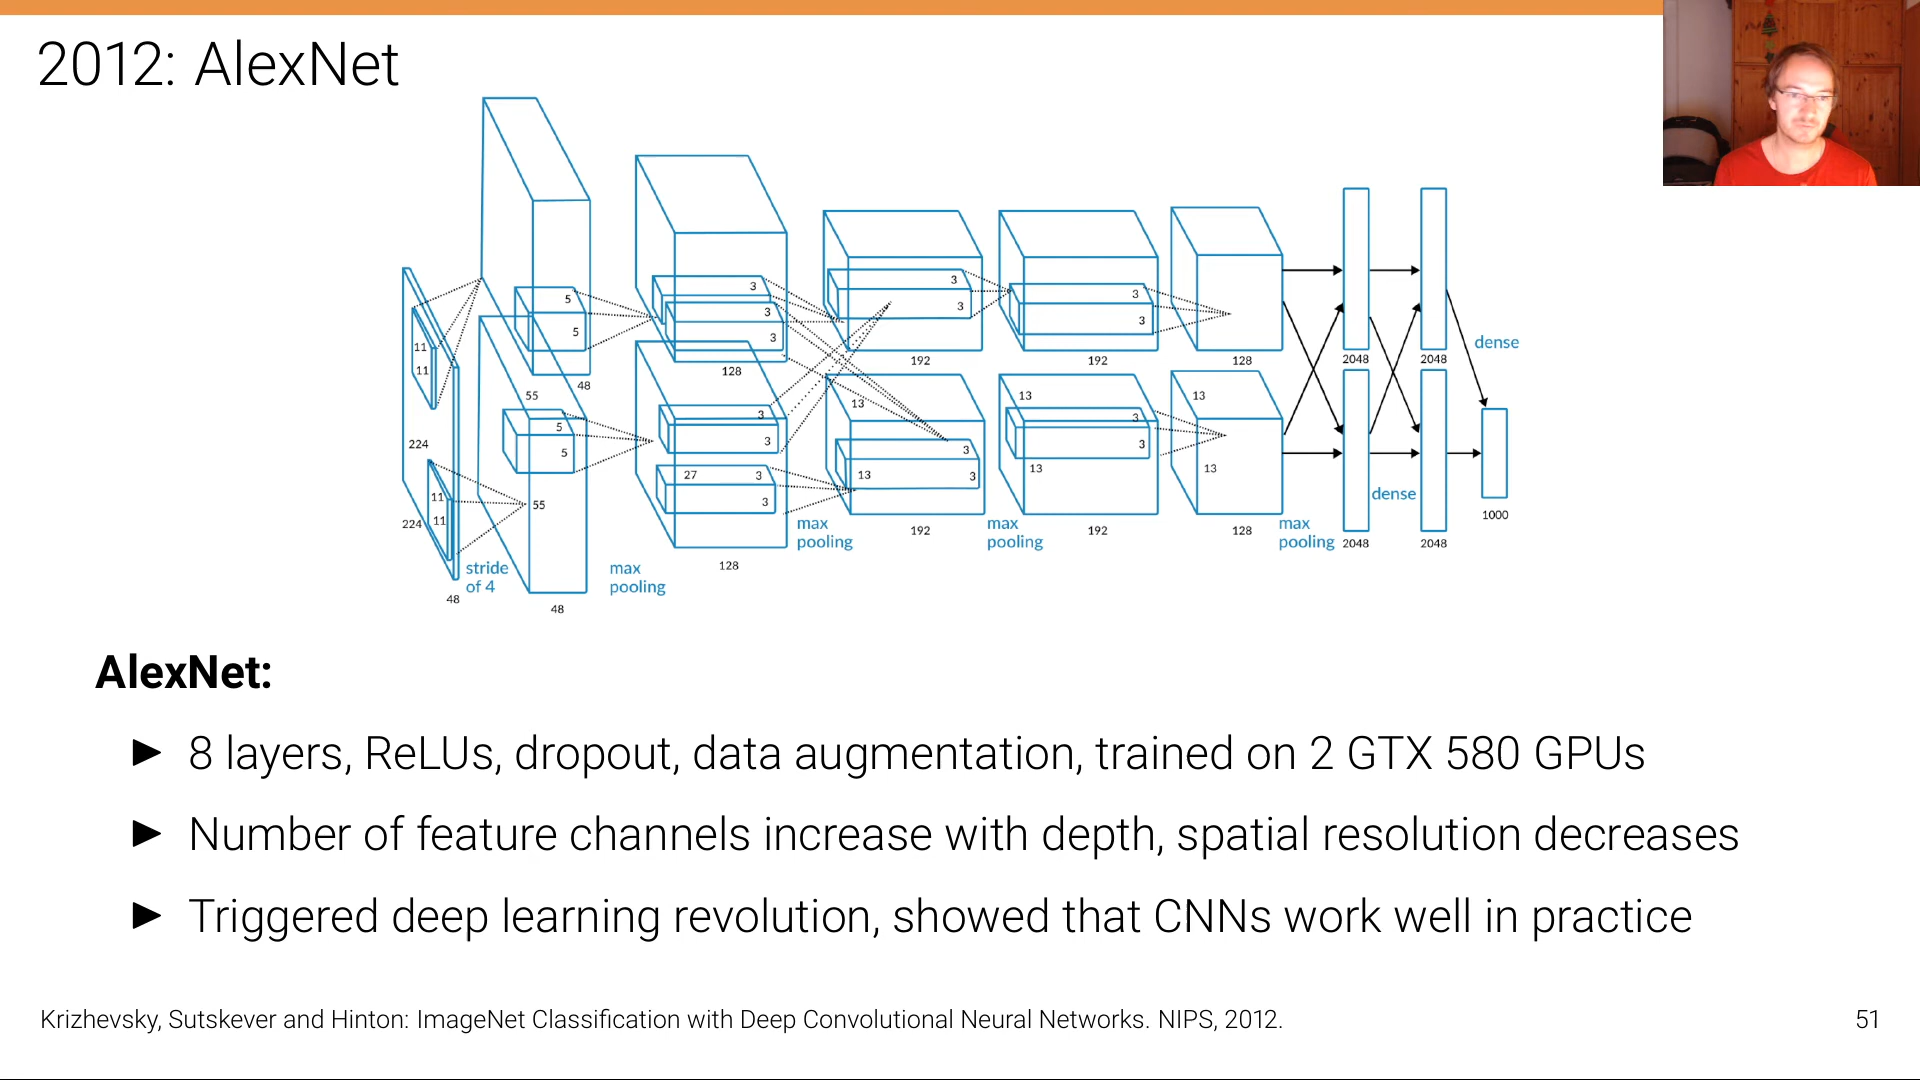 2012: AlexNet
11
11
224
11
11
224
48
stride
of 4
5
5
48
55
5
5
55
48
max
pooling
3
3
3
128
3
3
27
3
3
128
max
pooling
3
3
192
13
3
13
3
192
max
pooling
3
3
192
13
3
3
13
192
128
13
13
128
max
pooling
2048
2048
dense
2048
2048
dense
1000
AlexNet:
► 8 layers, ReLUs, dropout, data augmentation, trained on 2 GTX 580 GPUs
► Number of feature channels increase with depth, spatial resolution decreases
► Triggered deep learning revolution, showed that CNNs work well in practice
Krizhevsky, Sutskever and Hinton: ImageNet Classification with Deep Convolutional Neural Networks. NIPS, 2012.
51